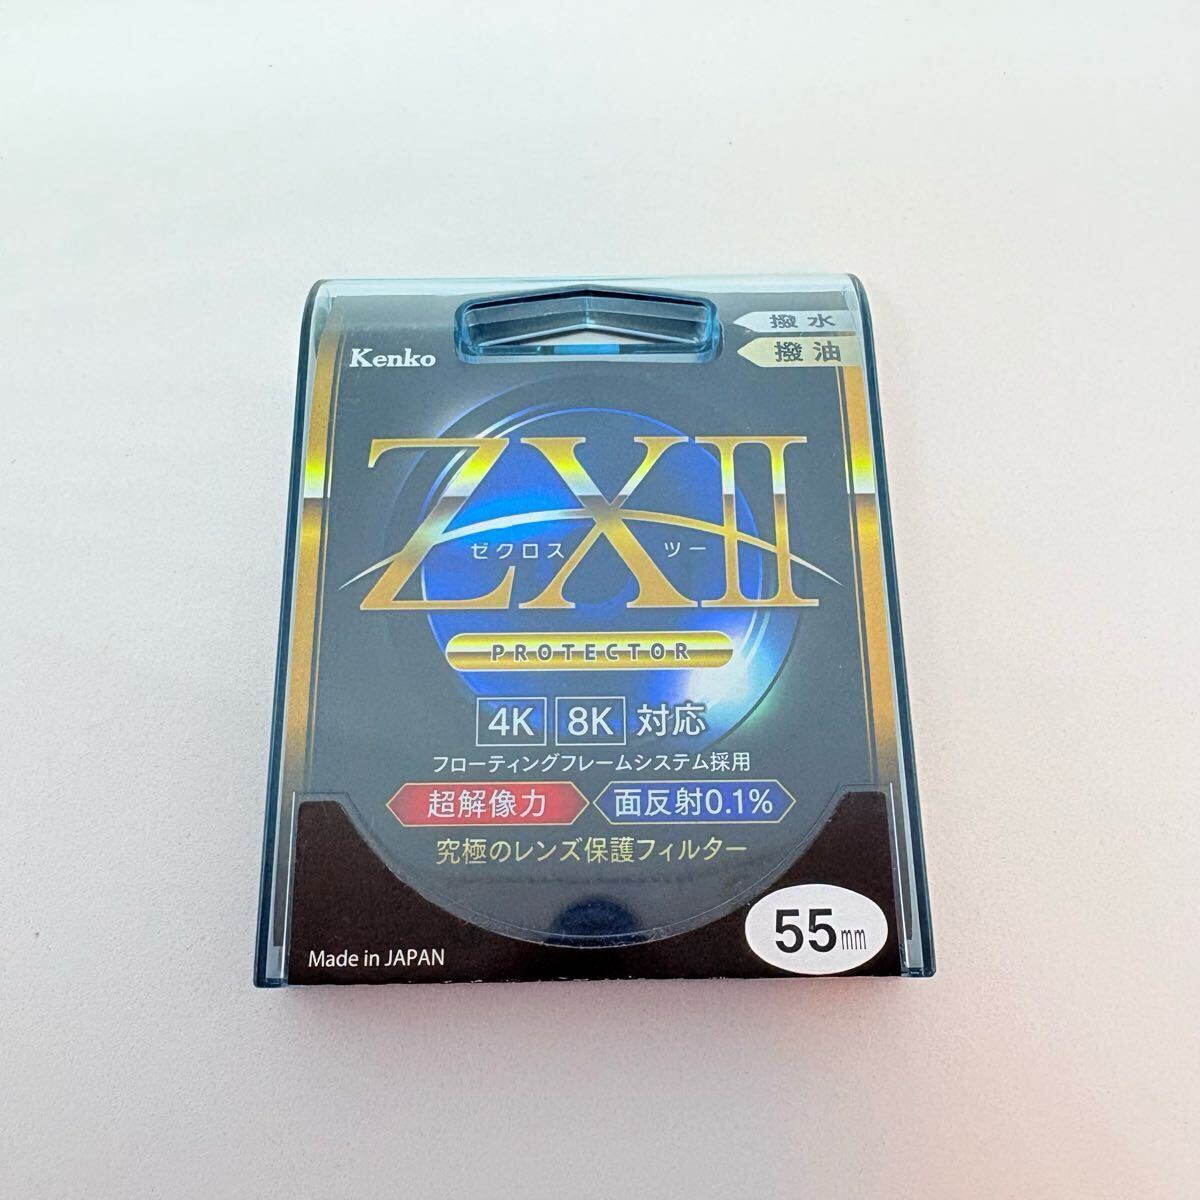 撥水
撥油
Kenko
ZXII
ゼクロス ツー
PROTECTOR
4K 8K 対応
フローティングフレームシステム採用
超解像力 面反射0.1%
究極のレンズ保護フィルター
55mm
Made in JAPAN